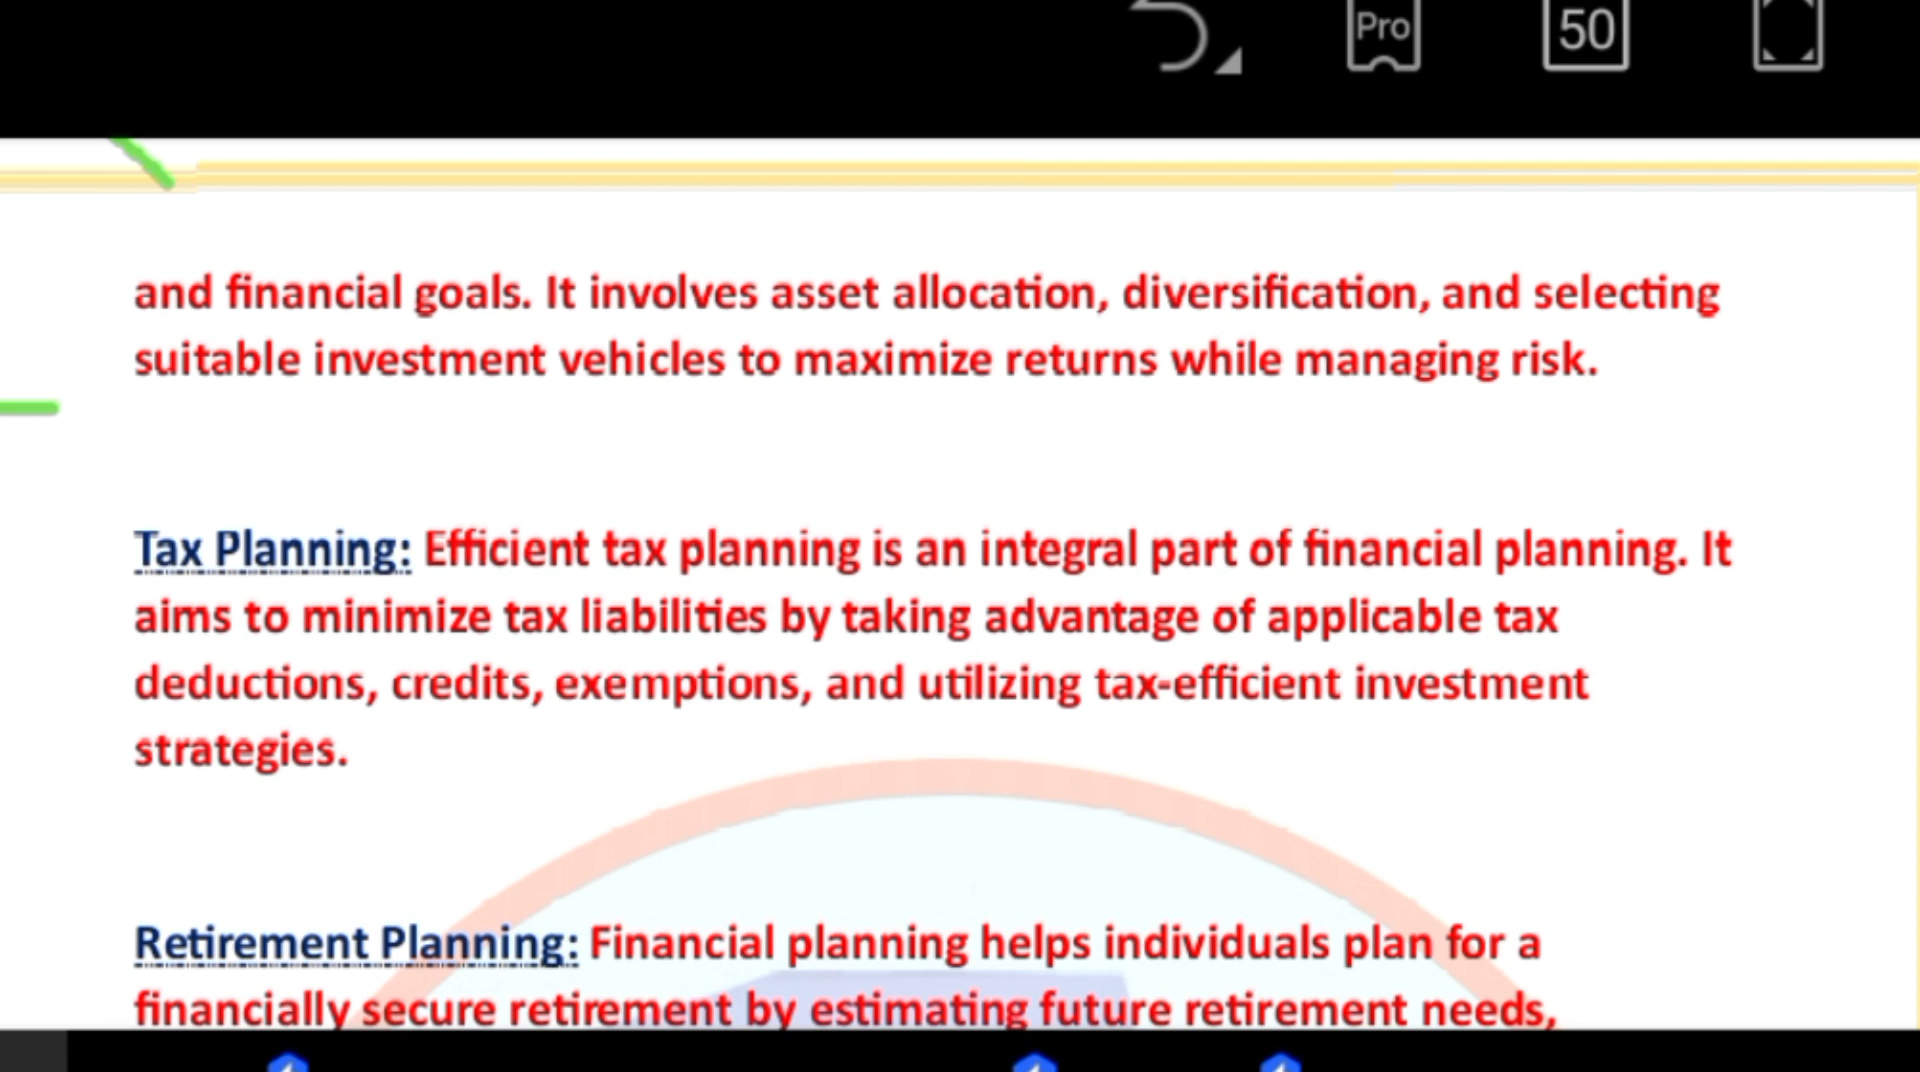 Pro
50
and financial goals. It involves asset allocation, diversification, and selecting
suitable investment vehicles to maximize returns while managing risk.
Tax Planning: Efficient tax planning is an integral part of financial planning. It
aims to minimize tax liabilities by taking advantage of applicable tax
deductions, credits, exemptions, and utilizing tax-efficient investment
strategies.
Retirement Planning: Financial planning helps individuals plan for a
financially secure retirement by estimating future retirement needs,